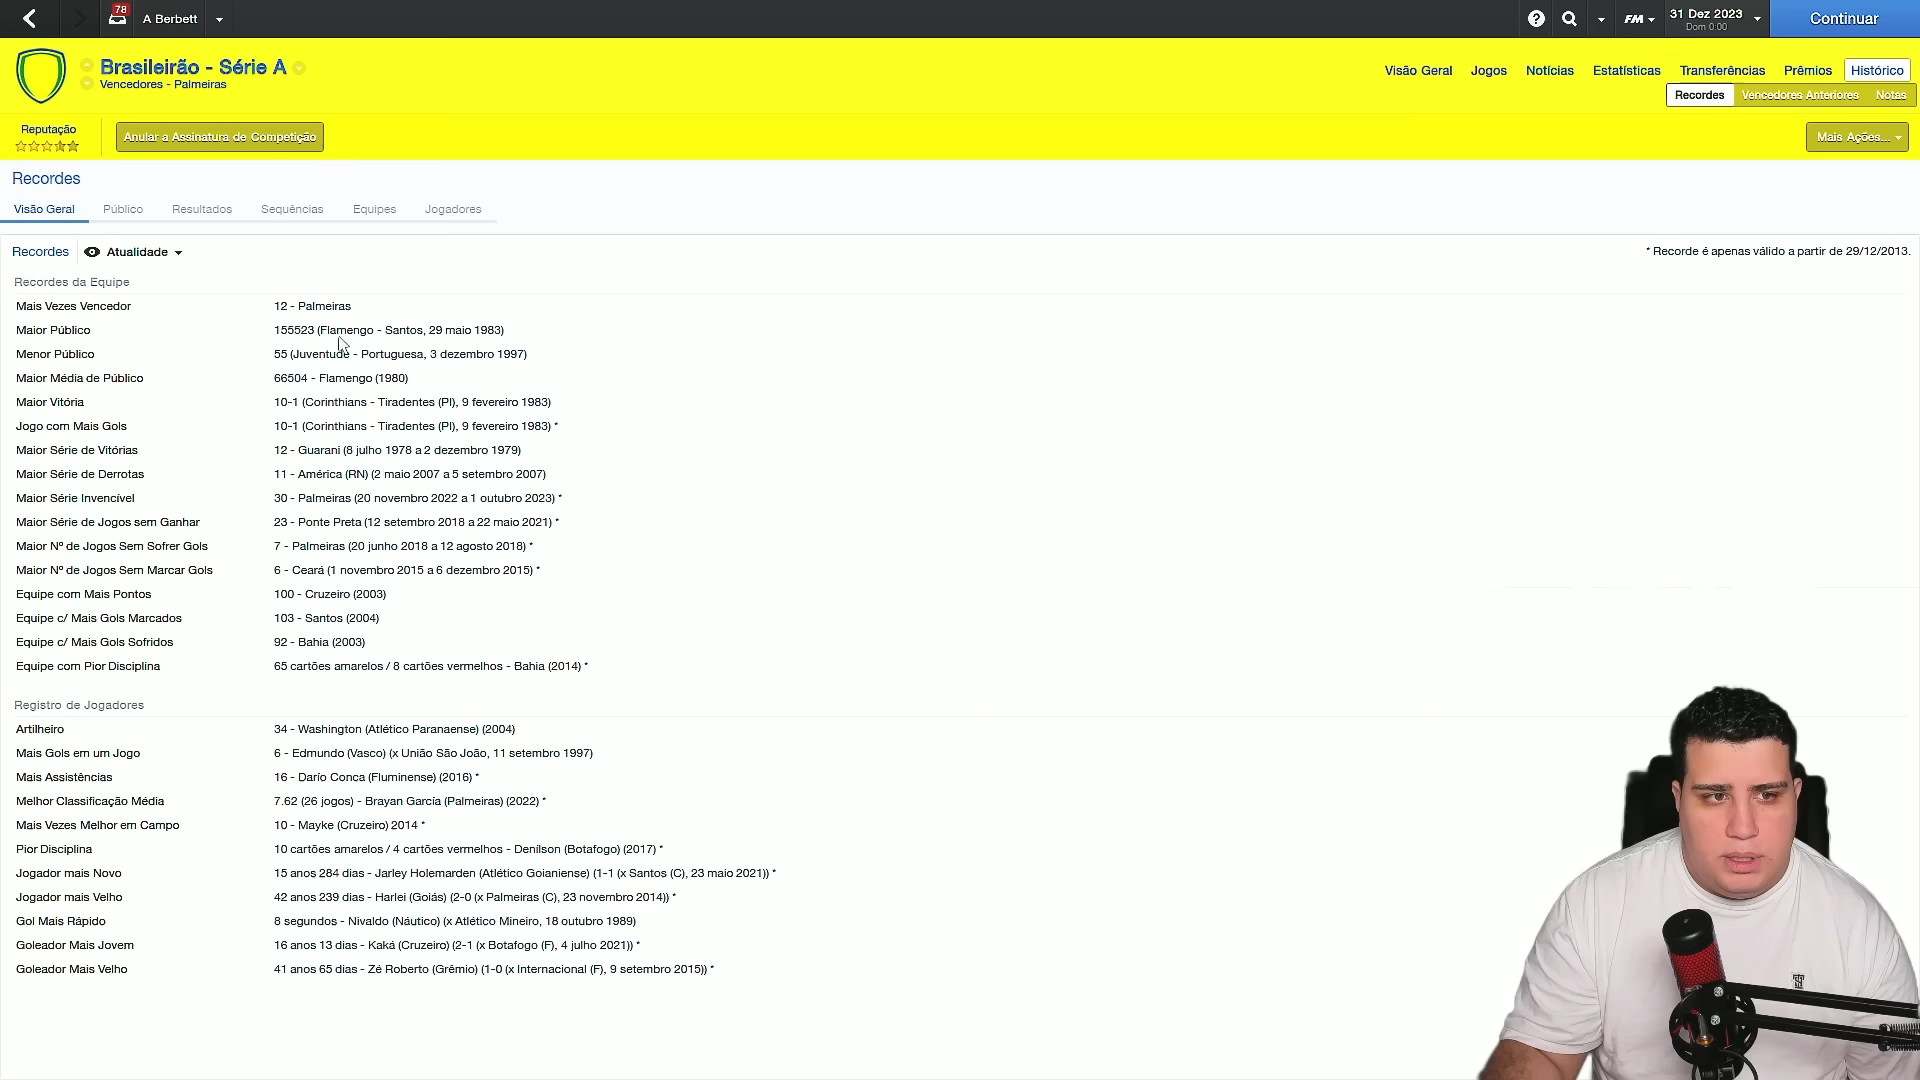 78
A Berbett
FM
31 Dez 2023
Dom 0:00
Continuar
Brasileirão - Série A
Vencedores - Palmeiras
Visão Geral Jogos Notícias Estatísticas Transferências Prêmios Histórico
Recordes Vencedores Anteriores Notas
Reputação
Anular a Assinatura de Competição
Mais Ações...
Recordes
Visão Geral Público Resultados Sequências Equipes Jogadores
Recordes Atualidade
* Recorde é apenas válido a partir de 29/12/2013.
Recordes da Equipe
Mais Vezes Vencedor 12 - Palmeiras
Maior Público 155523 (Flamengo - Santos, 29 maio 1983)
Menor Público 55 (Juventude - Portuguesa, 3 dezembro 1997)
Maior Média de Público 66504 - Flamengo (1980)
Maior Vitória 10-1 (Corinthians - Tiradentes (PI), 9 fevereiro 1983)
Jogo com Mais Gols 10-1 (Corinthians - Tiradentes (PI), 9 fevereiro 1983) *
Maior Série de Vitórias 12 - Guarani (8 julho 1978 a 2 dezembro 1979)
Maior Série de Derrotas 11 - América (RN) (2 maio 2007 a 5 setembro 2007)
Maior Série Invencível 30 - Palmeiras (20 novembro 2022 a 1 outubro 2023) *
Maior Série de Jogos sem Ganhar 23 - Ponte Preta (12 setembro 2018 a 22 maio 2021) *
Maior Nº de Jogos Sem Sofrer Gols 7 - Palmeiras (20 junho 2018 a 12 agosto 2018) *
Maior Nº de Jogos Sem Marcar Gols 6 - Ceará (1 novembro 2015 a 6 dezembro 2015) *
Equipe com Mais Pontos 100 - Cruzeiro (2003)
Equipe c/ Mais Gols Marcados 103 - Santos (2004)
Equipe c/ Mais Gols Sofridos 92 - Bahia (2003)
Equipe com Pior Disciplina 65 cartões amarelos / 8 cartões vermelhos - Bahia (2014) *
Registro de Jogadores
Artilheiro 34 - Washington (Atlético Paranaense) (2004)
Mais Gols em um Jogo 6 - Edmundo (Vasco) (x União São João, 11 setembro 1997)
Mais Assistências 16 - Darío Conca (Fluminense) (2016) *
Melhor Classificação Média 7.62 (26 jogos) - Brayan García (Palmeiras) (2022) *
Mais Vezes Melhor em Campo 10 - Mayke (Cruzeiro) 2014 *
Pior Disciplina 10 cartões amarelos / 4 cartões vermelhos - Denílson (Botafogo) (2017) *
Jogador mais Novo 15 anos 284 dias - Jarley Holemarden (Atlético Goianiense) (1-1 (x Santos (C), 23 maio 2021)) *
Jogador mais Velho 42 anos 239 dias - Harlei (Goiás) (2-0 (x Palmeiras (C), 23 novembro 2014)) *
Gol Mais Rápido 8 segundos - Nivaldo (Náutico) (x Atlético Mineiro, 18 outubro 1989)
Goleador Mais Jovem 16 anos 13 dias - Kaká (Cruzeiro) (2-1 (x Botafogo (F), 4 julho 2021)) *
Goleador Mais Velho 41 anos 65 dias - Zé Roberto (Grêmio) (1-0 (x Internacional (F), 9 setembro 2015)) *